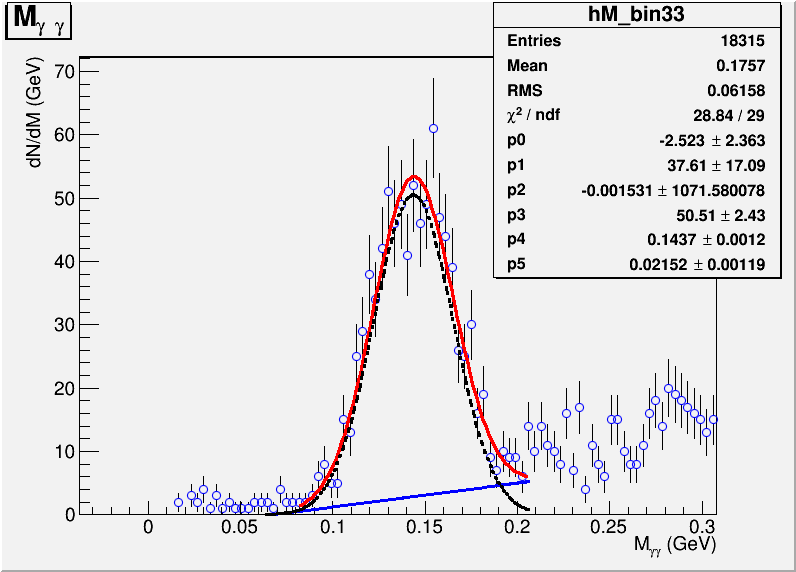 M γ γ
hM_bin33
Entries 18315
Mean 0.1757
RMS 0.06158
χ² / ndf 28.84 / 29
p0 -2.523 ± 2.363
p1 37.61 ± 17.09
p2 -0.001531 ± 1071.580078
p3 50.51 ± 2.43
p4 0.1437 ± 0.0012
p5 0.02152 ± 0.00119
dN/dM (GeV)
70
60
50
40
30
20
10
0
0 0.05 0.1 0.15 0.2 0.25 0.3
Mγγ (GeV)